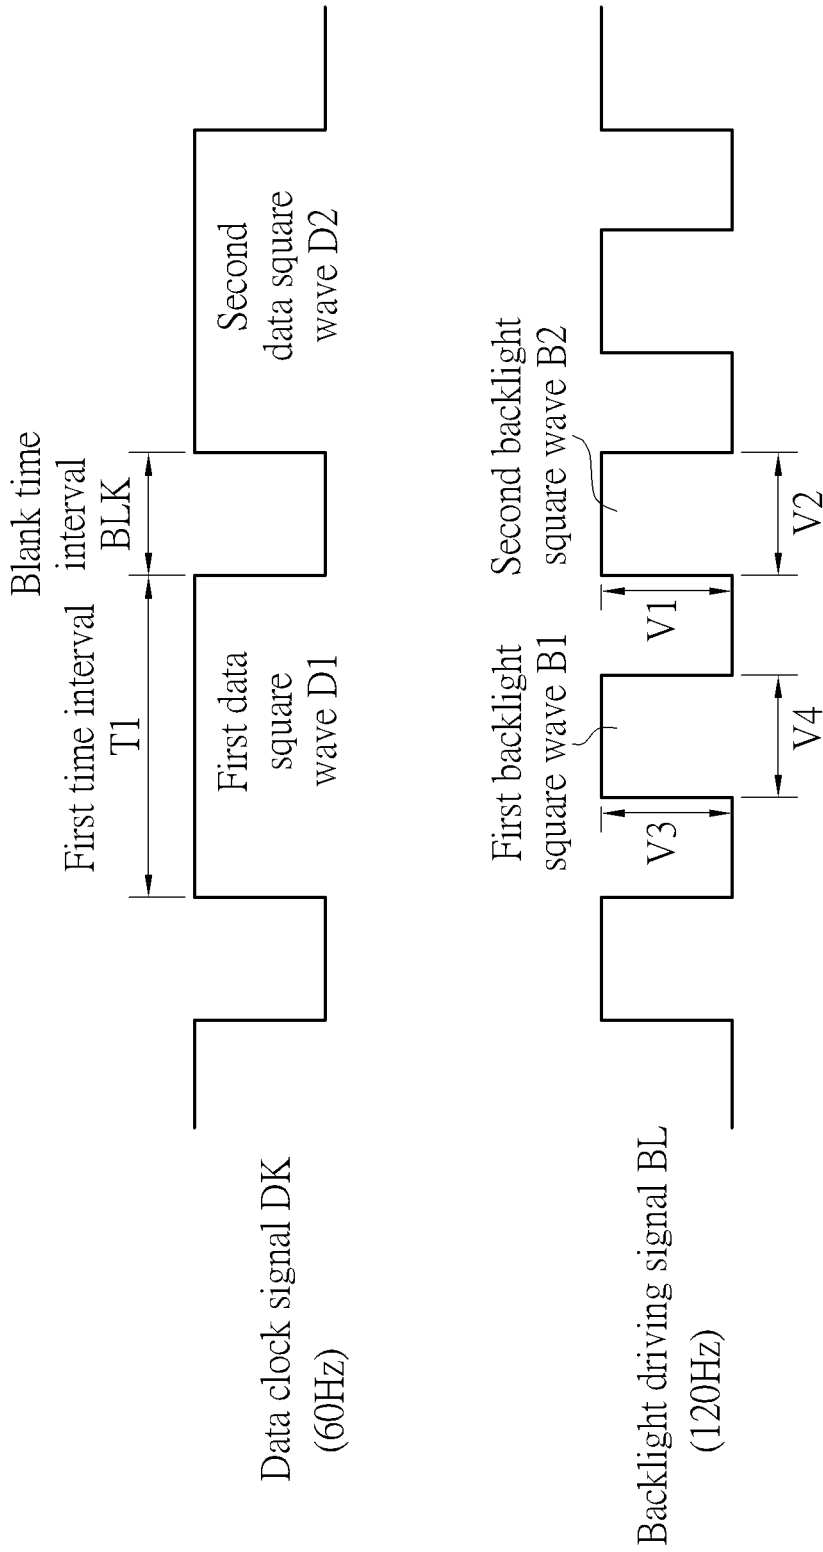 Blank time
interval
BLK
First time interval
T1
First data
square
wave D1
Second
data square
wave D2
Data clock signal DK
(60Hz)
First backlight
square wave B1
Second backlight
square wave B2
V3
V1
V4
V2
Backlight driving signal BL
(120Hz)